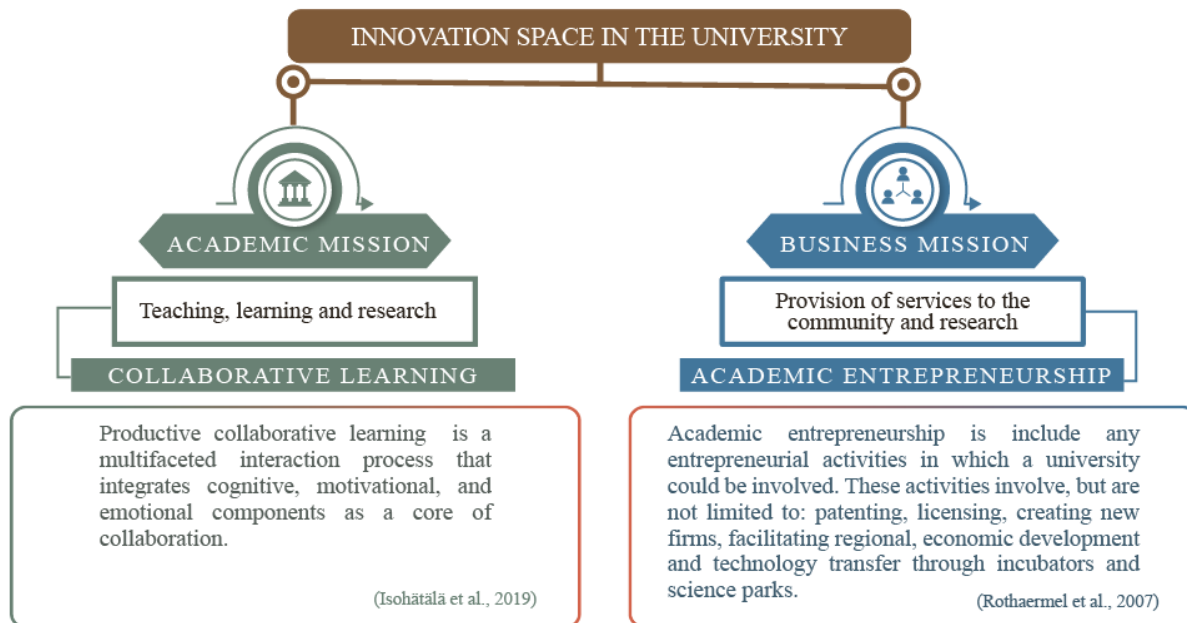 INNOVATION SPACE IN THE UNIVERSITY
ACADEMIC MISSION
Teaching, learning and research
COLLABORATIVE LEARNING
Productive collaborative learning is a
multifaceted interaction process that
integrates cognitive, motivational, and
emotional components as a core of
collaboration.
(Isohätälä et al., 2019)
BUSINESS MISSION
Provision of services to the
community and research
ACADEMIC ENTREPRENEURSHIP
Academic entrepreneurship is include any
entrepreneurial activities in which a university
could be involved. These activities involve, but are
not limited to: patenting, licensing, creating new
firms, facilitating regional, economic development
and technology transfer through incubators and
science parks.
(Rothaermel et al., 2007)